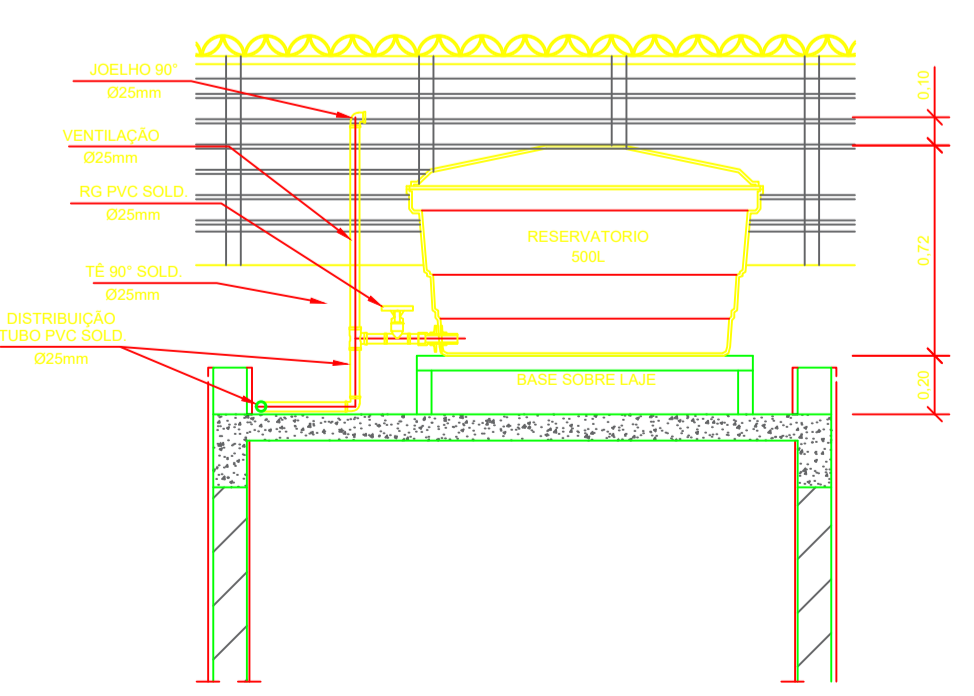 JOELHO 90°
Ø25mm
VENTILAÇÃO
Ø25mm
RG PVC SOLD.
Ø25mm
TÊ 90° SOLD.
Ø25mm
DISTRIBUIÇÃO
TUBO PVC SOLD.
Ø25mm
RESERVATORIO
500L
BASE SOBRE LAJE
0,10
0,72
0,20